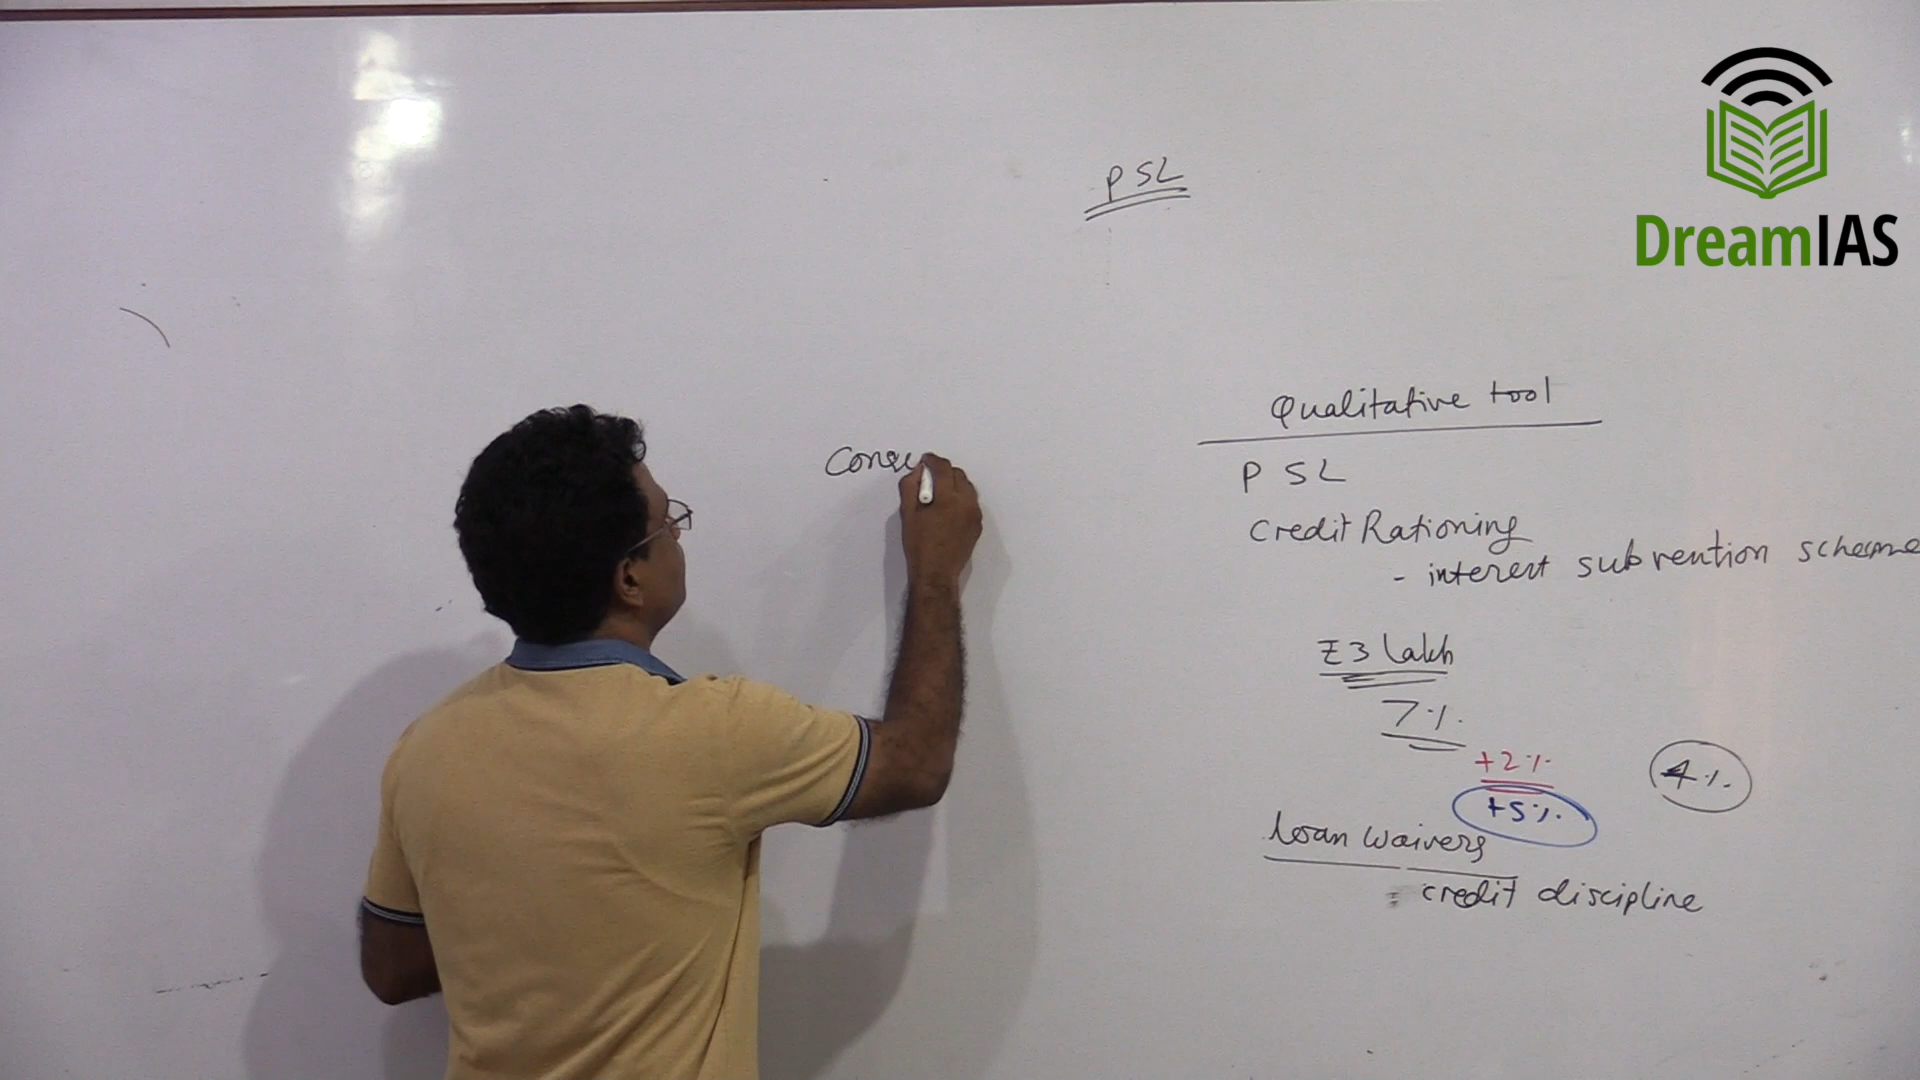 DreamIAS
PSL
Qualitative tool
PSL
Credit Rationing
- interest subvention scheme
₹3 lakh
7%
+2%
4%
+5%
loan waivers
credit discipline